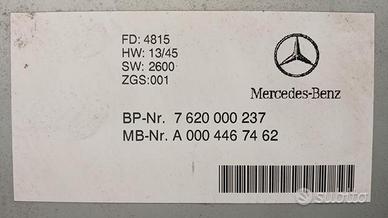 FD: 4815
HW: 13/45
SW: 2600
ZGS:001
Mercedes-Benz
BP-Nr. 7 620 000 237
MB-Nr. A 000 446 74 62
subito